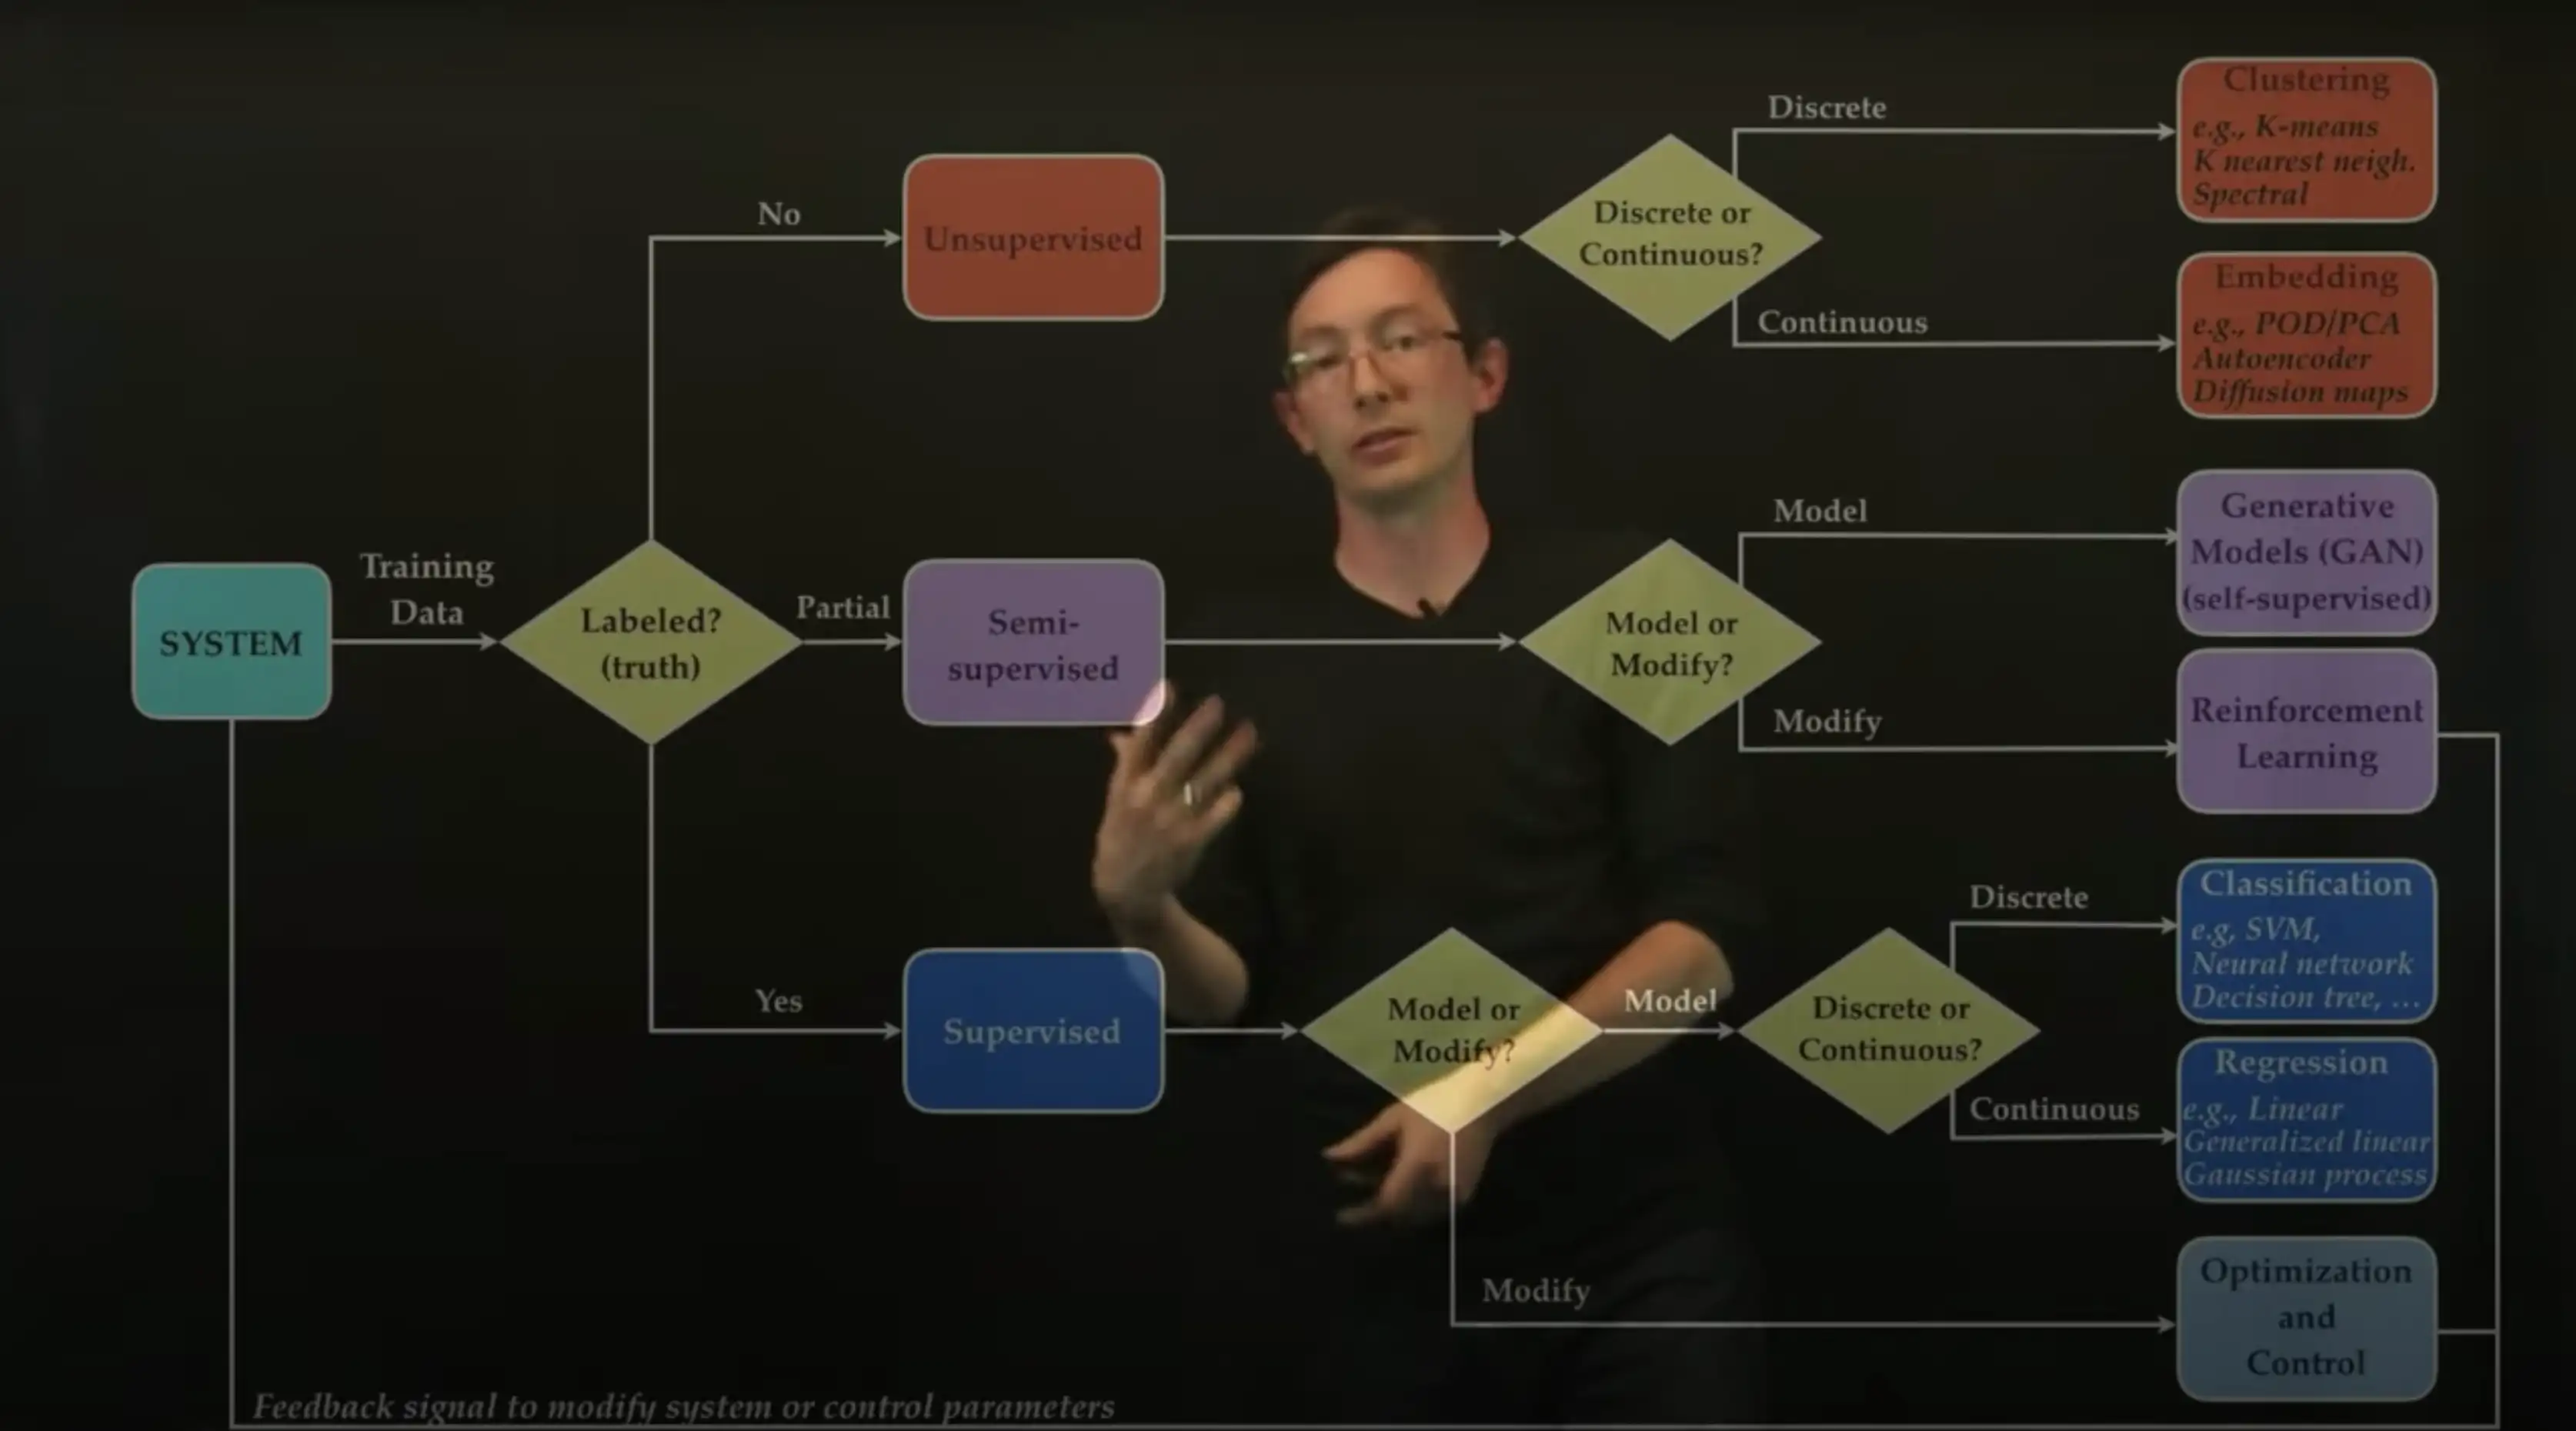 Clustering
e.g., K-means
K nearest neigh.
Spectral
Discrete
Unsupervised
No
Discrete or
Continuous?
Continuous
Embedding
e.g., POD/PCA
Autoencoder
Diffusion maps
SYSTEM
Training
Data
Labeled?
(truth)
Partial
Semi-
supervised
Model or
Modify?
Model
Generative
Models (GAN)
(self-supervised)
Modify
Reinforcement
Learning
Yes
Supervised
Model or
Modify?
Model
Discrete or
Continuous?
Discrete
Classification
e.g, SVM,
Neural network
Decision tree, ...
Continuous
Regression
e.g., Linear
Generalized linear
Gaussian process
Modify
Optimization
and
Control
Feedback signal to modify system or control parameters